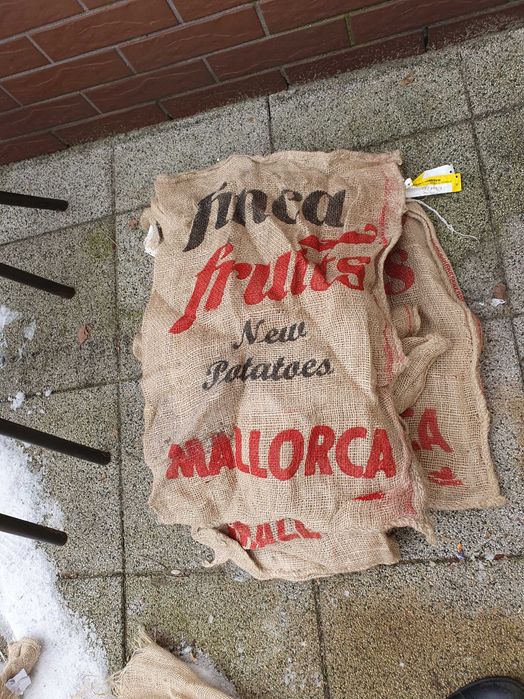 finca
fruits
New
Potatoes
MALLORCA